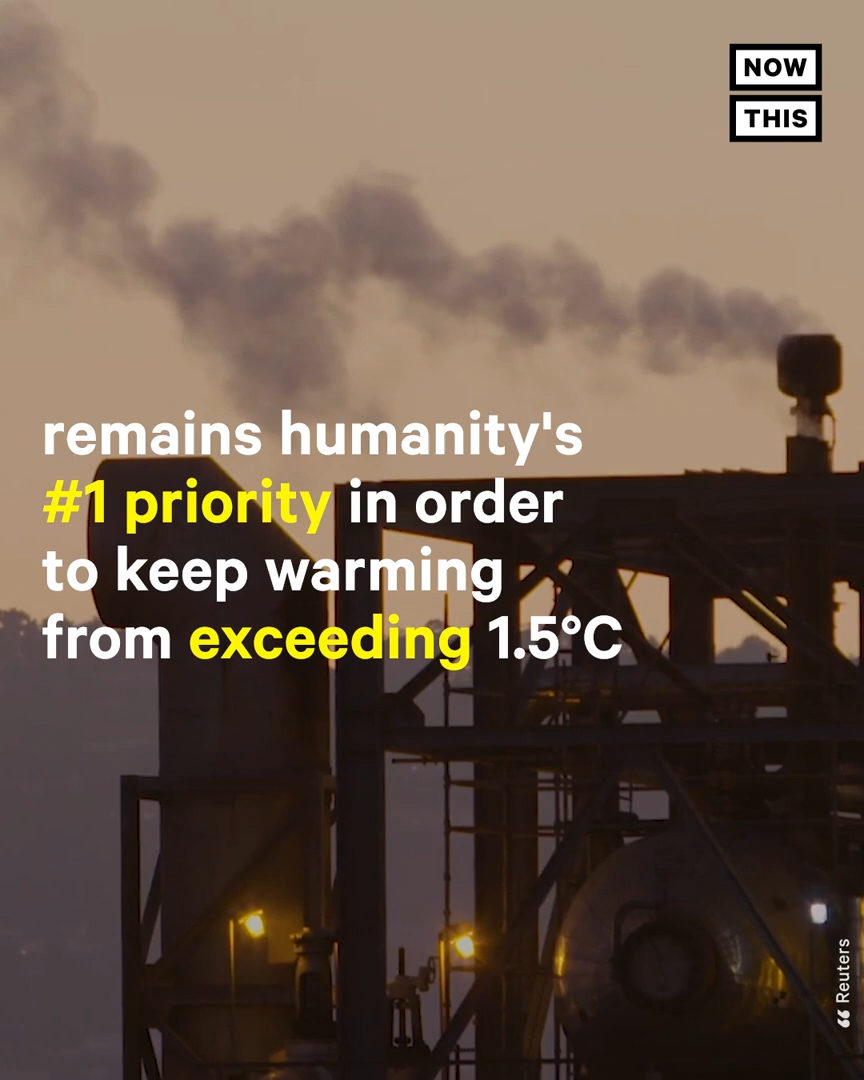 NOW
THIS
remains humanity's
#1 priority in order
to keep warming
from exceeding 1.5°C
Reuters